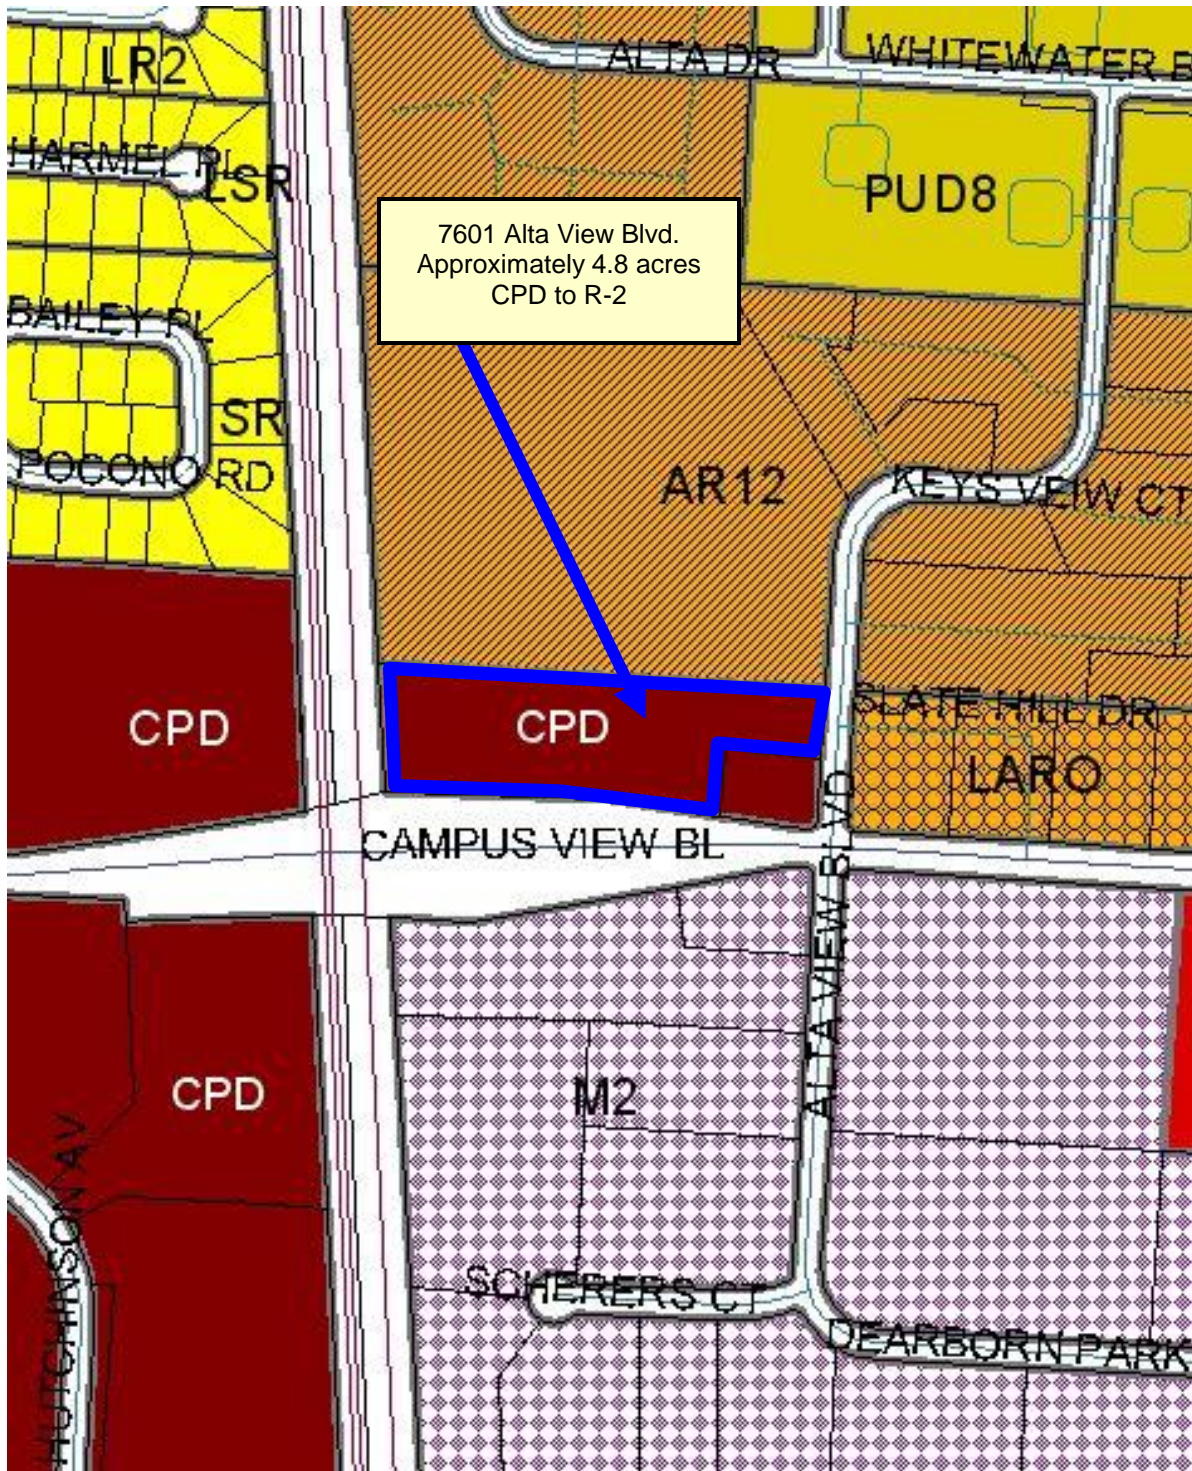 LR2
ALTA DR
WHITEWATER B
HARMEL PL
LSR
PUD8
7601 Alta View Blvd.
Approximately 4.8 acres
CPD to R-2
BAILEY PL
SR
POCONO RD
AR12
KEYS VEIW CT
CPD
CPD
SLATE HILL DR
LARO
CAMPUS VIEW BL
ALTA VIEW BLVD
CPD
M2
HUTCHINSON AV
SCHERERS CT
DEARBORN PARK